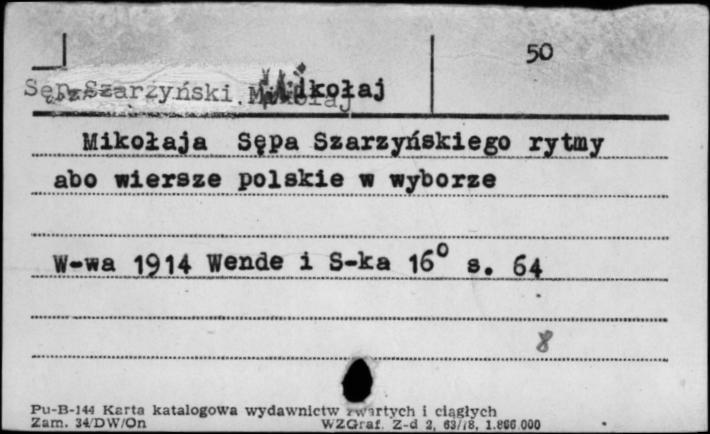 50
Sęp Szarzyński Mikołaj
Mikołaja Sępa Szarzyńskiego rytmy
abo wiersze polskie w wyborze
W-wa 1914 Wende i S-ka 16⁰ s. 64
8
Pu-B-144 Karta katalogowa wydawnictw zwartych i ciągłych
Zam. 34/DW/On WZGraf. Z-d 2, 63/78, 1.866.000